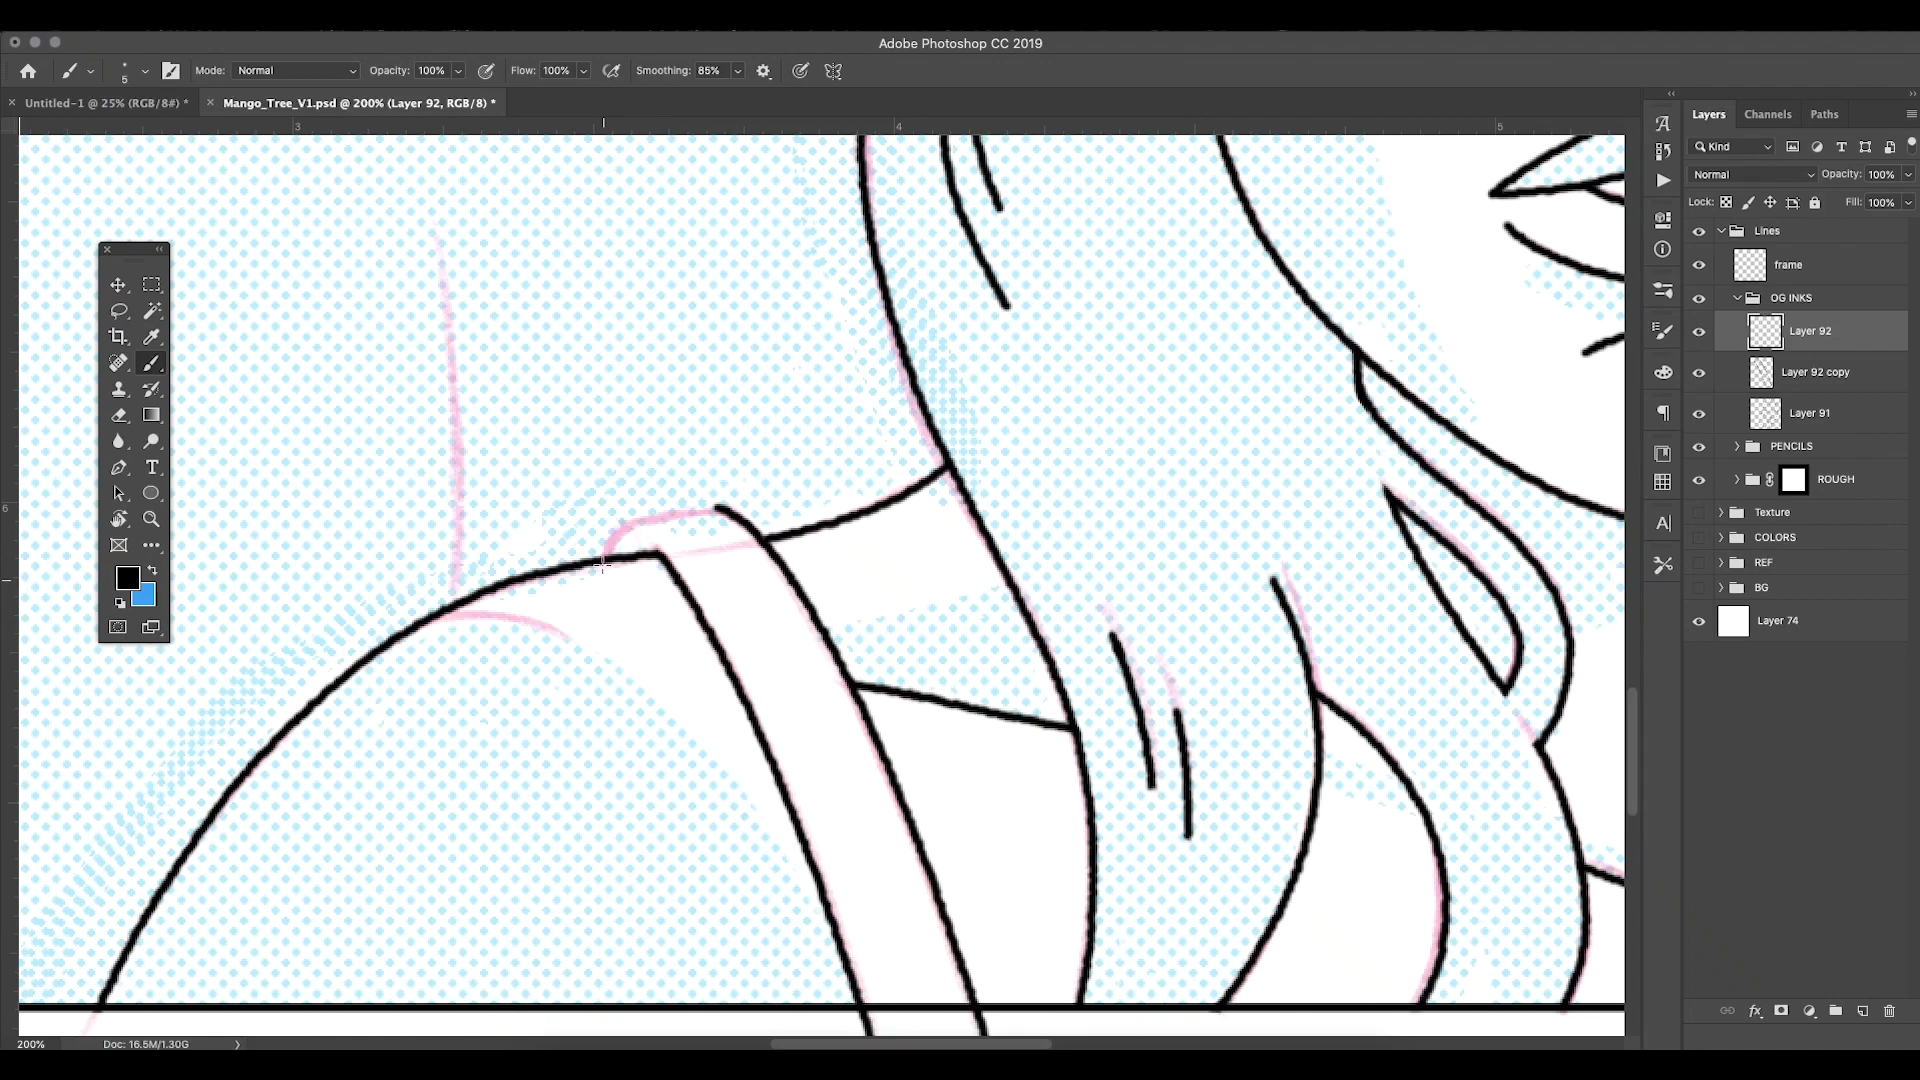 Adobe Photoshop CC 2019
5 Mode: Normal Opacity: 100% Flow: 100% Smoothing: 85%
Untitled-1 @ 25% (RGB/8#) * Mango_Tree_V1.psd @ 200% (Layer 92, RGB/8) *
3 4 5
6
Layers Channels Paths
Kind
Normal Opacity: 100%
Lock: Fill: 100%
Lines
frame
OG INKS
Layer 92
Layer 92 copy
Layer 91
PENCILS
ROUGH
Texture
COLORS
REF
BG
Layer 74
200% Doc: 16.5M/1.30G